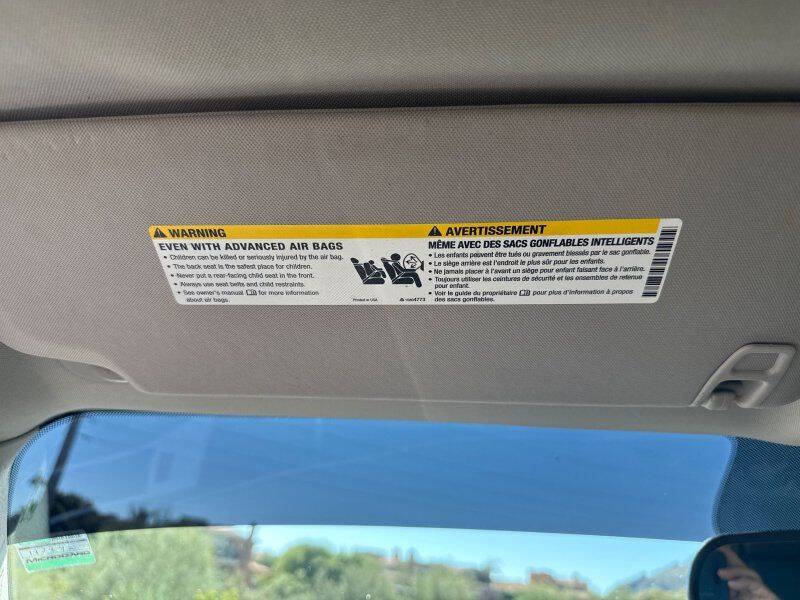 WARNING
EVEN WITH ADVANCED AIR BAGS
• Children can be killed or seriously injured by the air bag.
• The back seat is the safest place for children.
• Never put a rear-facing child seat in the front.
• Always use seat belts and child restraints.
• See owner's manual for more information
about air bags.
Printed in USA
AVERTISSEMENT
MÊME AVEC DES SACS GONFLABLES INTELLIGENTS
• Les enfants peuvent être tués ou gravement blessés par le sac gonflable.
• Le siège arrière est l'endroit le plus sûr pour les enfants.
• Ne jamais placer à l'avant un siège pour enfant faisant face à l'arrière.
• Toujours utiliser les ceintures de sécurité et les ensembles de retenue
pour enfant.
• Voir le guide du propriétaire pour plus d'information à propos
des sacs gonflables.
MICROGARD